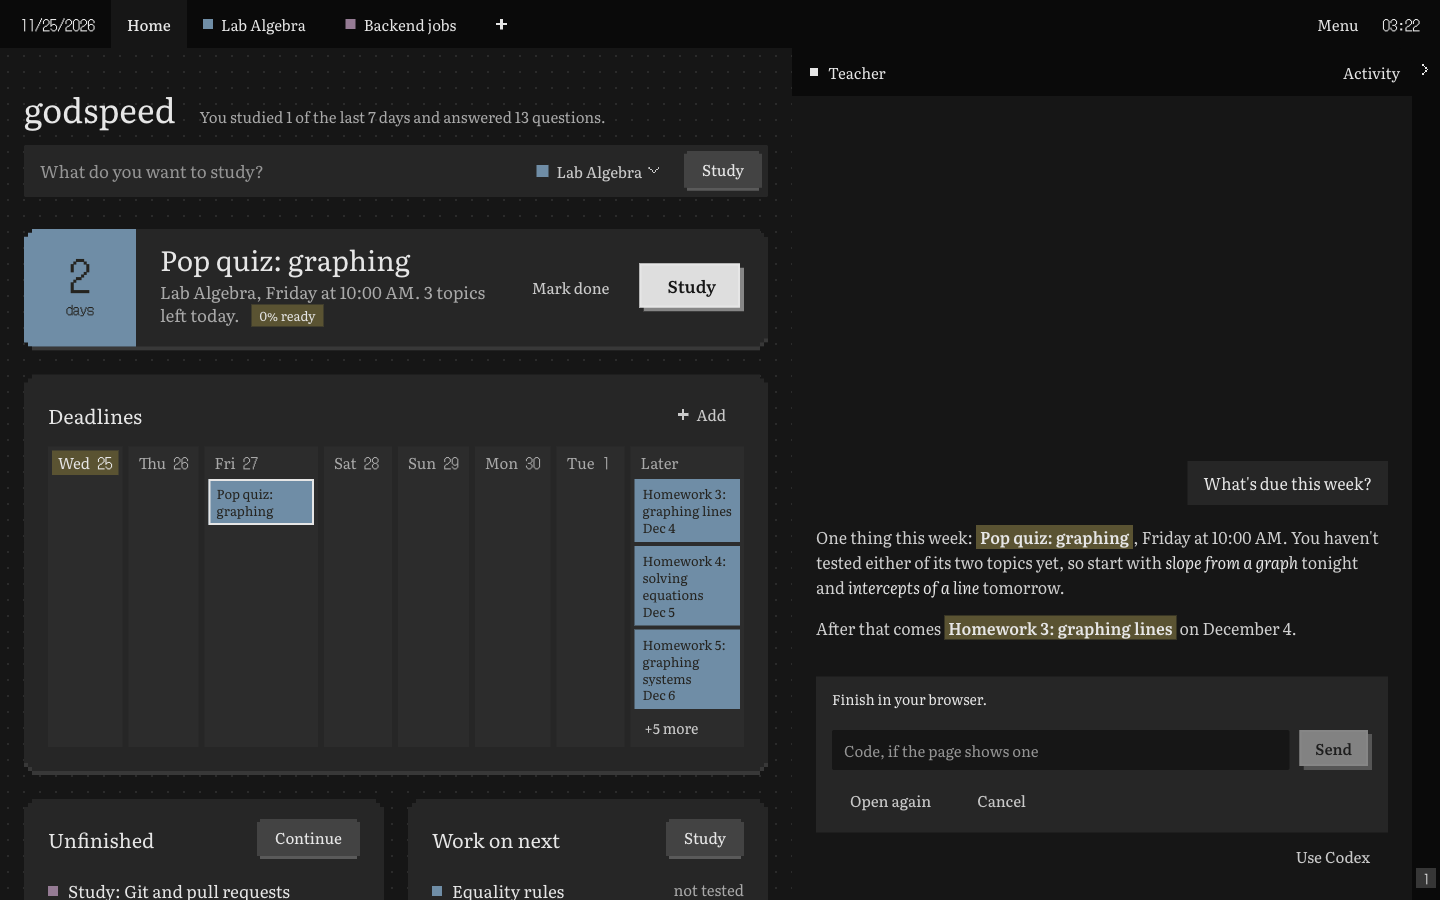 11/25/2026
Home
Lab Algebra
Backend jobs
+
Menu
03:22
godspeed
You studied 1 of the last 7 days and answered 13 questions.
What do you want to study?
Lab Algebra
Study
2
days
Pop quiz: graphing
Lab Algebra, Friday at 10:00 AM. 3 topics
left today.
0% ready
Mark done
Study
Deadlines
+ Add
Wed 25
Thu 26
Fri 27
Sat 28
Sun 29
Mon 30
Tue 1
Later
Pop quiz:
graphing
Homework 3:
graphing lines
Dec 4
Homework 4:
solving
equations
Dec 5
Homework 5:
graphing
systems
Dec 6
+5 more
Unfinished
Continue
Study: Git and pull requests
Work on next
Study
Equality rules
not tested
Teacher
Activity
What's due this week?
One thing this week: Pop quiz: graphing, Friday at 10:00 AM. You haven't
tested either of its two topics yet, so start with slope from a graph tonight
and intercepts of a line tomorrow.
After that comes Homework 3: graphing lines on December 4.
Finish in your browser.
Code, if the page shows one
Send
Open again
Cancel
Use Codex
1